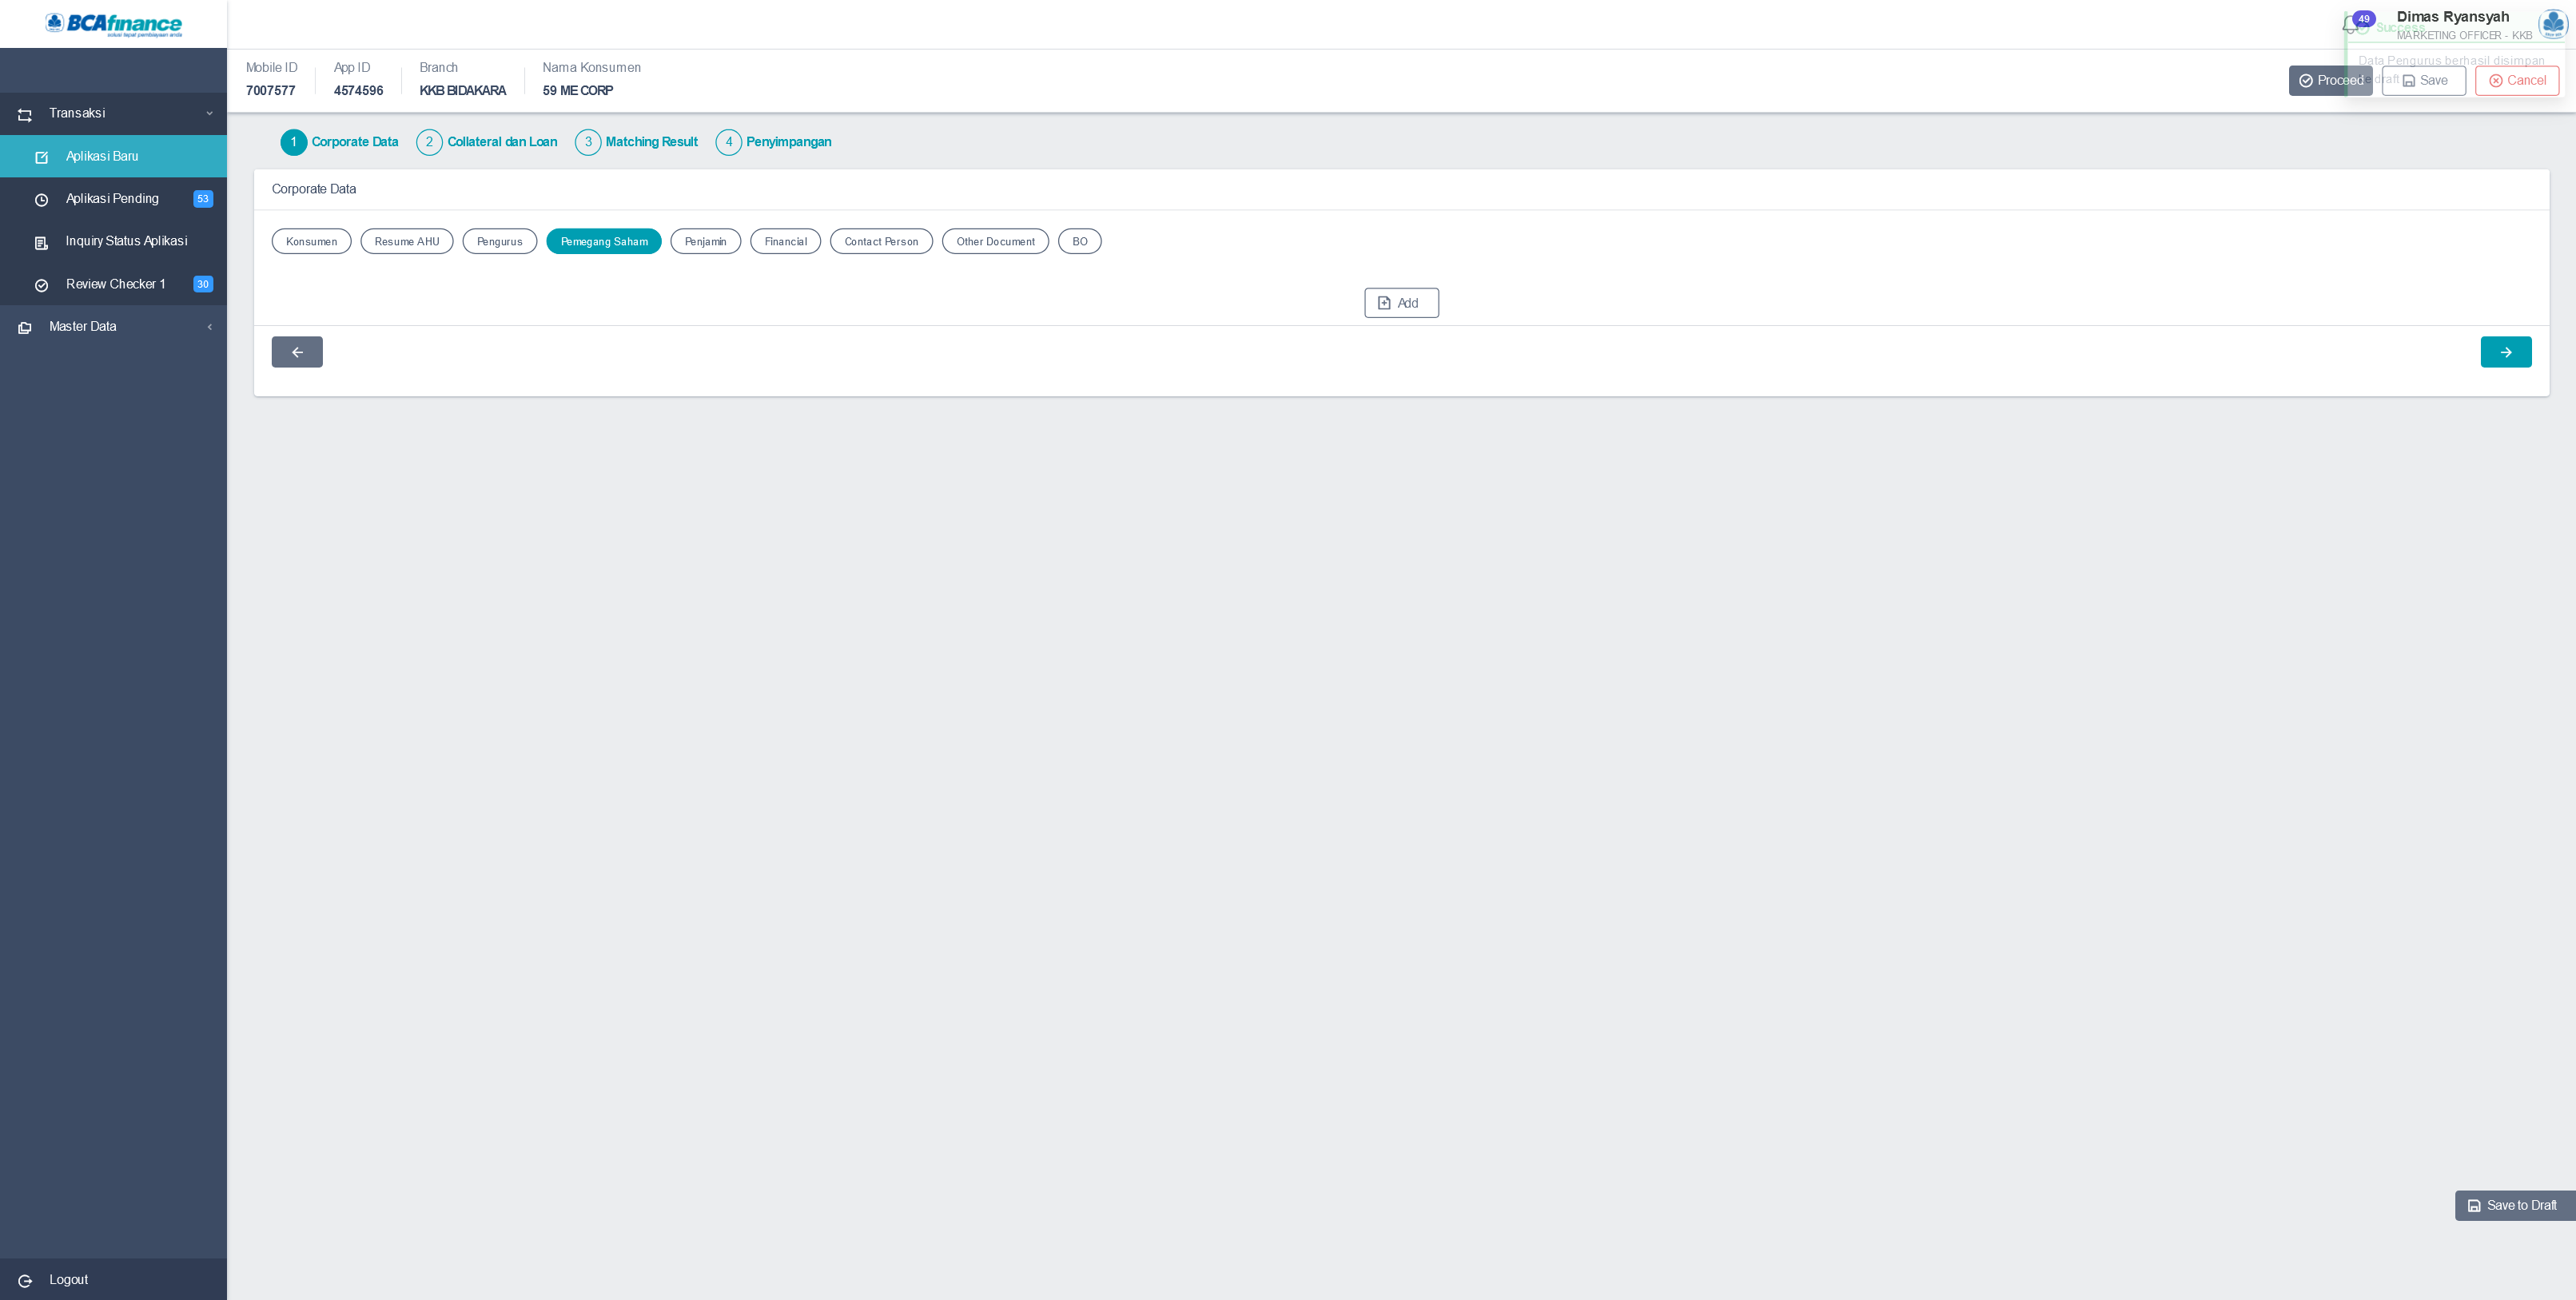 BCAfinance
solusi tepat pembiayaan anda
49
Dimas Ryansyah
MARKETING OFFICER - KKB
Success
Data Pengurus berhasil disimpan
draft
Mobile ID
7007577
App ID
4574596
Branch
KKB BIDAKARA
Nama Konsumen
59 ME CORP
Proceed
Save
Cancel
Transaksi
Aplikasi Baru
Aplikasi Pending 53
Inquiry Status Aplikasi
Review Checker 1 30
Master Data
1 Corporate Data 2 Collateral dan Loan 3 Matching Result 4 Penyimpangan
Corporate Data
Konsumen Resume AHU Pengurus Pemegang Saham Penjamin Financial Contact Person Other Document BO
Add
Save to Draft
Logout